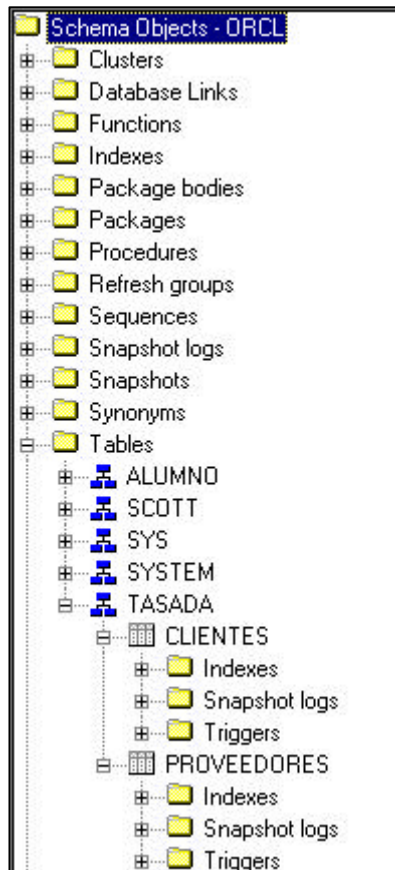 Schema Objects - ORCL
Clusters
Database Links
Functions
Indexes
Package bodies
Packages
Procedures
Refresh groups
Sequences
Snapshot logs
Snapshots
Synonyms
Tables
ALUMNO
SCOTT
SYS
SYSTEM
TASADA
CLIENTES
Indexes
Snapshot logs
Triggers
PROVEEDORES
Indexes
Snapshot logs
Triggers